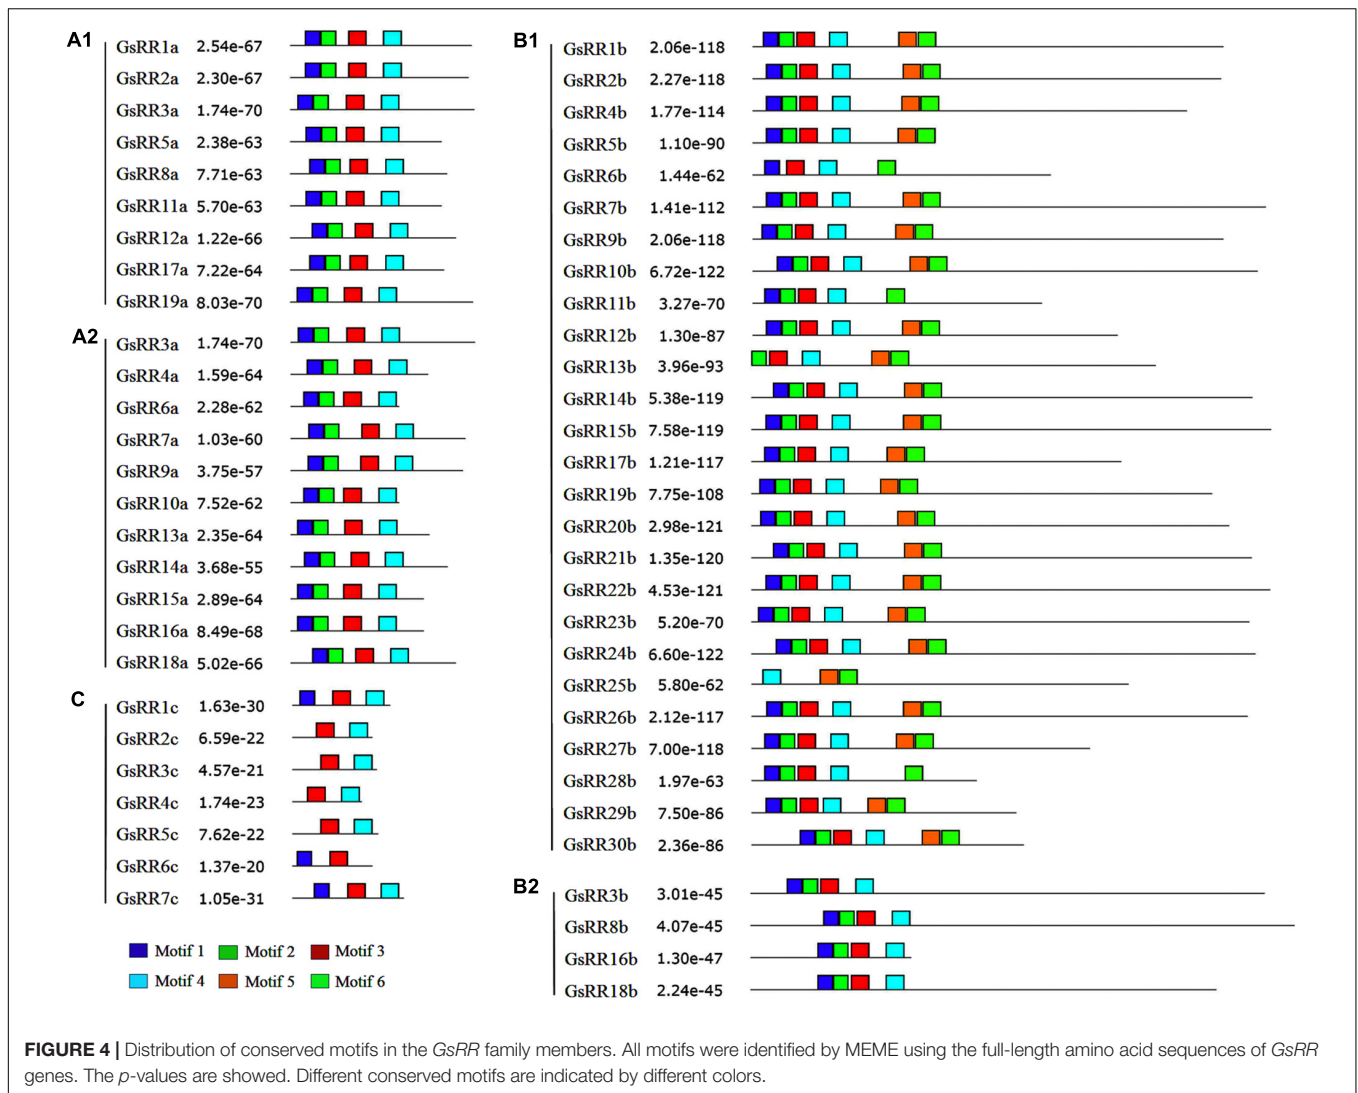 A1
GsRR1a 2.54e-67
GsRR2a 2.30e-67
GsRR3a 1.74e-70
GsRR5a 2.38e-63
GsRR8a 7.71e-63
GsRR11a 5.70e-63
GsRR12a 1.22e-66
GsRR17a 7.22e-64
GsRR19a 8.03e-70
A2
GsRR3a 1.74e-70
GsRR4a 1.59e-64
GsRR6a 2.28e-62
GsRR7a 1.03e-60
GsRR9a 3.75e-57
GsRR10a 7.52e-62
GsRR13a 2.35e-64
GsRR14a 3.68e-55
GsRR15a 2.89e-64
GsRR16a 8.49e-68
GsRR18a 5.02e-66
C
GsRR1c 1.63e-30
GsRR2c 6.59e-22
GsRR3c 4.57e-21
GsRR4c 1.74e-23
GsRR5c 7.62e-22
GsRR6c 1.37e-20
GsRR7c 1.05e-31
Motif 1 Motif 2 Motif 3
Motif 4 Motif 5 Motif 6
B1
GsRR1b 2.06e-118
GsRR2b 2.27e-118
GsRR4b 1.77e-114
GsRR5b 1.10e-90
GsRR6b 1.44e-62
GsRR7b 1.41e-112
GsRR9b 2.06e-118
GsRR10b 6.72e-122
GsRR11b 3.27e-70
GsRR12b 1.30e-87
GsRR13b 3.96e-93
GsRR14b 5.38e-119
GsRR15b 7.58e-119
GsRR17b 1.21e-117
GsRR19b 7.75e-108
GsRR20b 2.98e-121
GsRR21b 1.35e-120
GsRR22b 4.53e-121
GsRR23b 5.20e-70
GsRR24b 6.60e-122
GsRR25b 5.80e-62
GsRR26b 2.12e-117
GsRR27b 7.00e-118
GsRR28b 1.97e-63
GsRR29b 7.50e-86
GsRR30b 2.36e-86
B2
GsRR3b 3.01e-45
GsRR8b 4.07e-45
GsRR16b 1.30e-47
GsRR18b 2.24e-45
FIGURE 4 | Distribution of conserved motifs in the GsRR family members. All motifs were identified by MEME using the full-length amino acid sequences of GsRR
genes. The p-values are showed. Different conserved motifs are indicated by different colors.